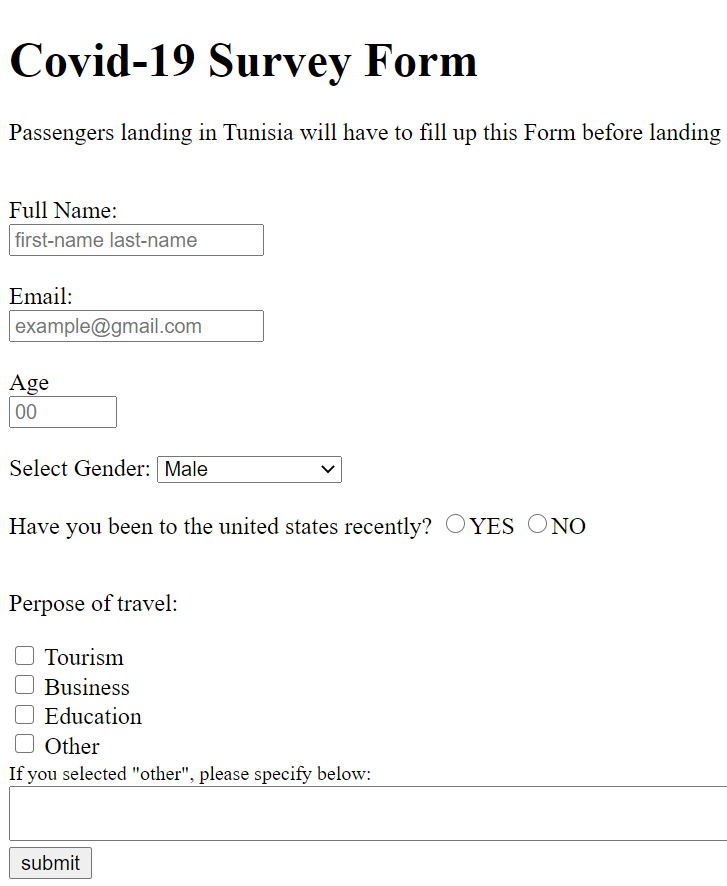 Covid-19 Survey Form
Passengers landing in Tunisia will have to fill up this Form before landing
Full Name:
first-name last-name
Email:
example@gmail.com
Age
00
Select Gender: Male
Have you been to the united states recently? YES NO
Perpose of travel:
Tourism
Business
Education
Other
If you selected "other", please specify below:
submit